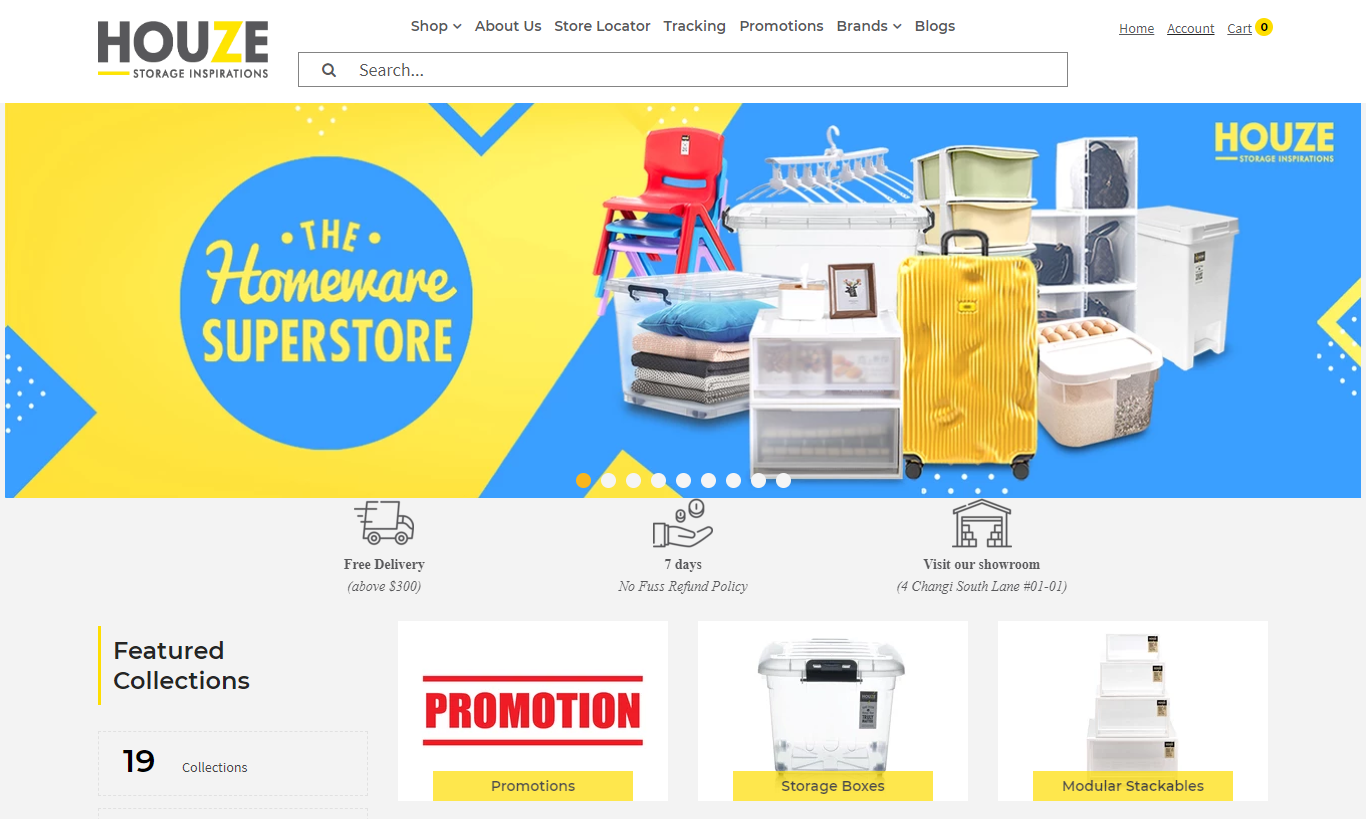 HOUZE
STORAGE INSPIRATIONS
Shop About Us Store Locator Tracking Promotions Brands Blogs
Home Account Cart 0
Search...
HOUZE
STORAGE INSPIRATIONS
• THE •
Homeware
SUPERSTORE
Free Delivery
(above $300)
7 days
No Fuss Refund Policy
Visit our showroom
(4 Changi South Lane #01-01)
Featured
Collections
19 Collections
PROMOTION
Promotions
HOUZE
Storage Boxes
Modular Stackables